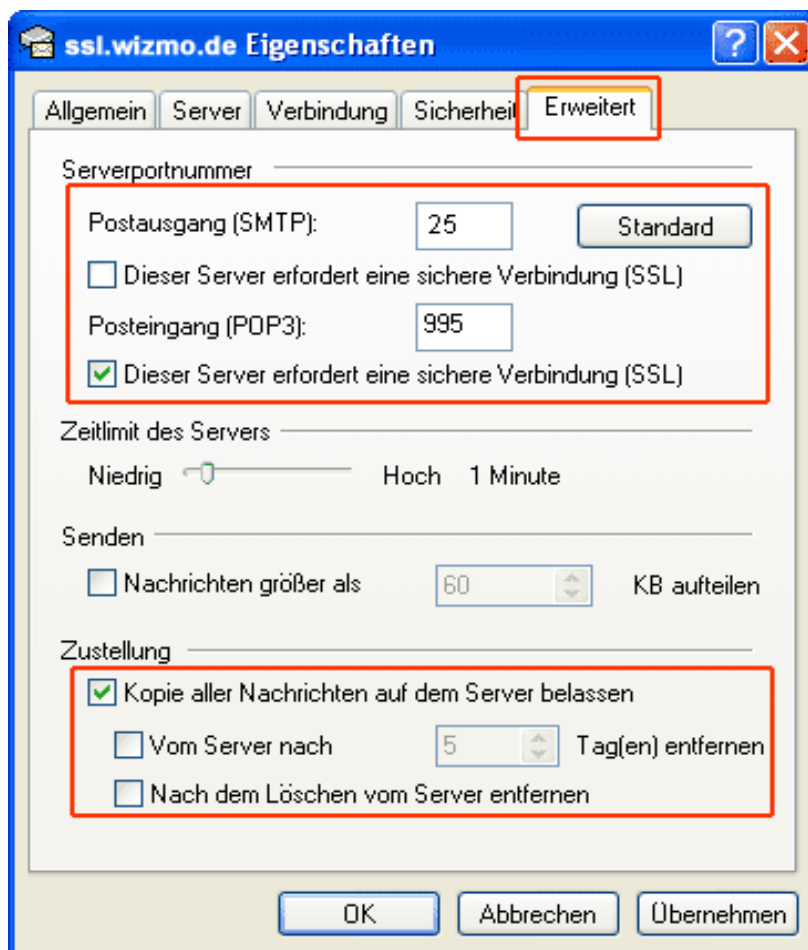 ssl.wizmo.de Eigenschaften
Allgemein Server Verbindung Sicherheit Erweitert
Serverportnummer
Postausgang (SMTP): 25 Standard
Dieser Server erfordert eine sichere Verbindung (SSL)
Posteingang (POP3): 995
Dieser Server erfordert eine sichere Verbindung (SSL)
Zeitlimit des Servers
Niedrig Hoch 1 Minute
Senden
Nachrichten größer als 60 KB aufteilen
Zustellung
Kopie aller Nachrichten auf dem Server belassen
Vom Server nach 5 Tag(en) entfernen
Nach dem Löschen vom Server entfernen
OK Abbrechen Übernehmen